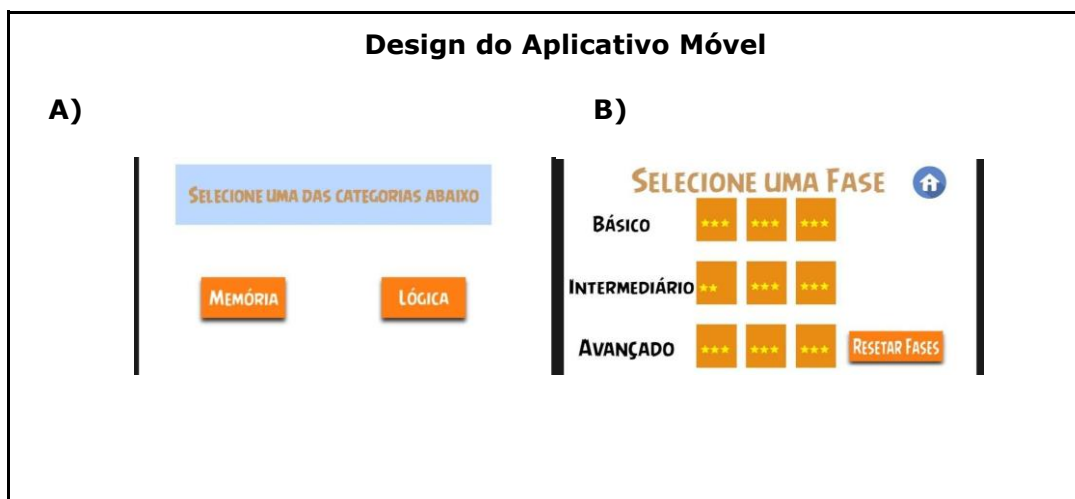 Design do Aplicativo Móvel
A)
SELECIONE UMA DAS CATEGORIAS ABAIXO
MEMÓRIA
LÓGICA
B)
SELECIONE UMA FASE
BÁSICO
INTERMEDIÁRIO
AVANÇADO
RESETAR FASES